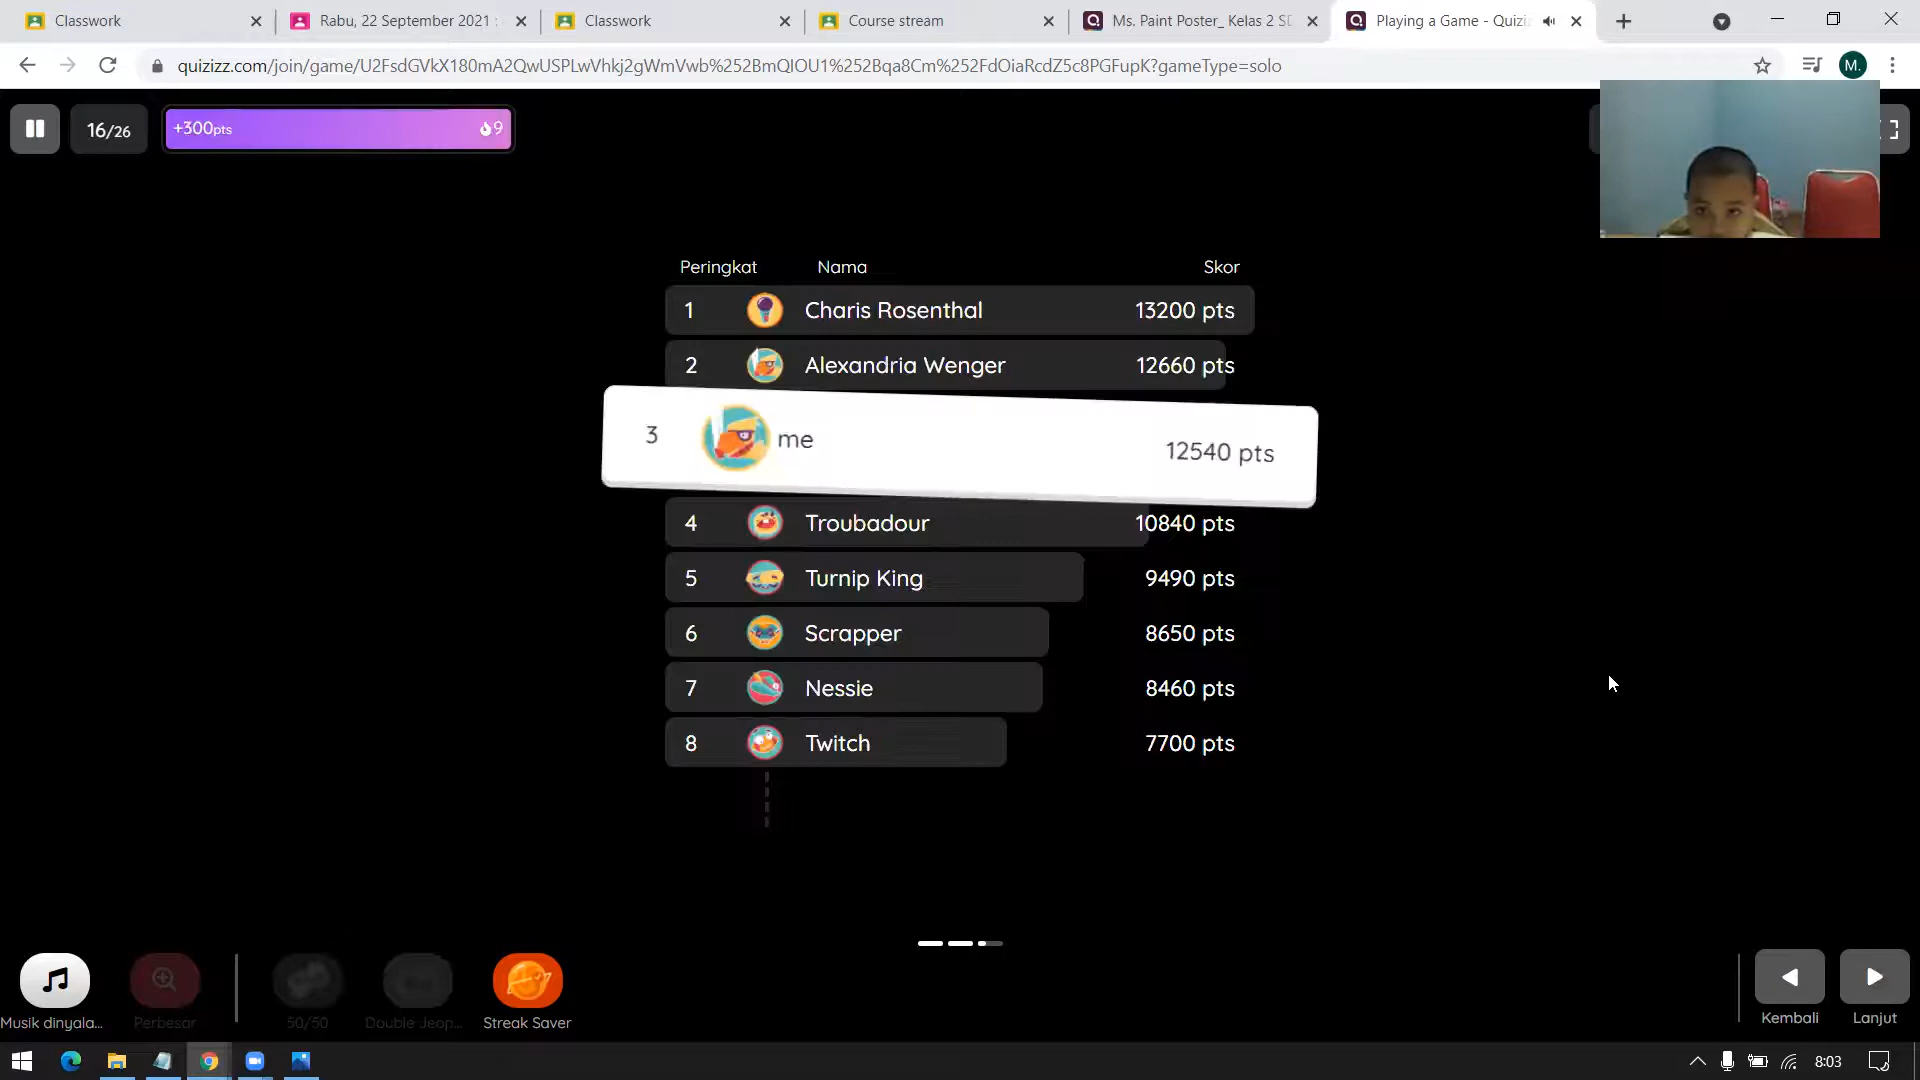 Classwork
Rabu, 22 September 2021 :
Classwork
Course stream
Ms. Paint Poster_ Kelas 2 SD
Playing a Game - Quiziz
quizizz.com/join/game/U2FsdGVkX180mA2QwUSPLwVhkj2gWmVwb%252BmQIOU1%252Bqa8Cm%252FdOiaRcdZ5c8PGFupK?gameType=solo
M.
16/26
+300pts
9
Peringkat Nama Skor
1 Charis Rosenthal 13200 pts
2 Alexandria Wenger 12660 pts
3 me 12540 pts
4 Troubadour 10840 pts
5 Turnip King 9490 pts
6 Scrapper 8650 pts
7 Nessie 8460 pts
8 Twitch 7700 pts
Musik dinyala...
Perbesar
50/50
Double Jeop...
Streak Saver
Kembali
Lanjut
8:03